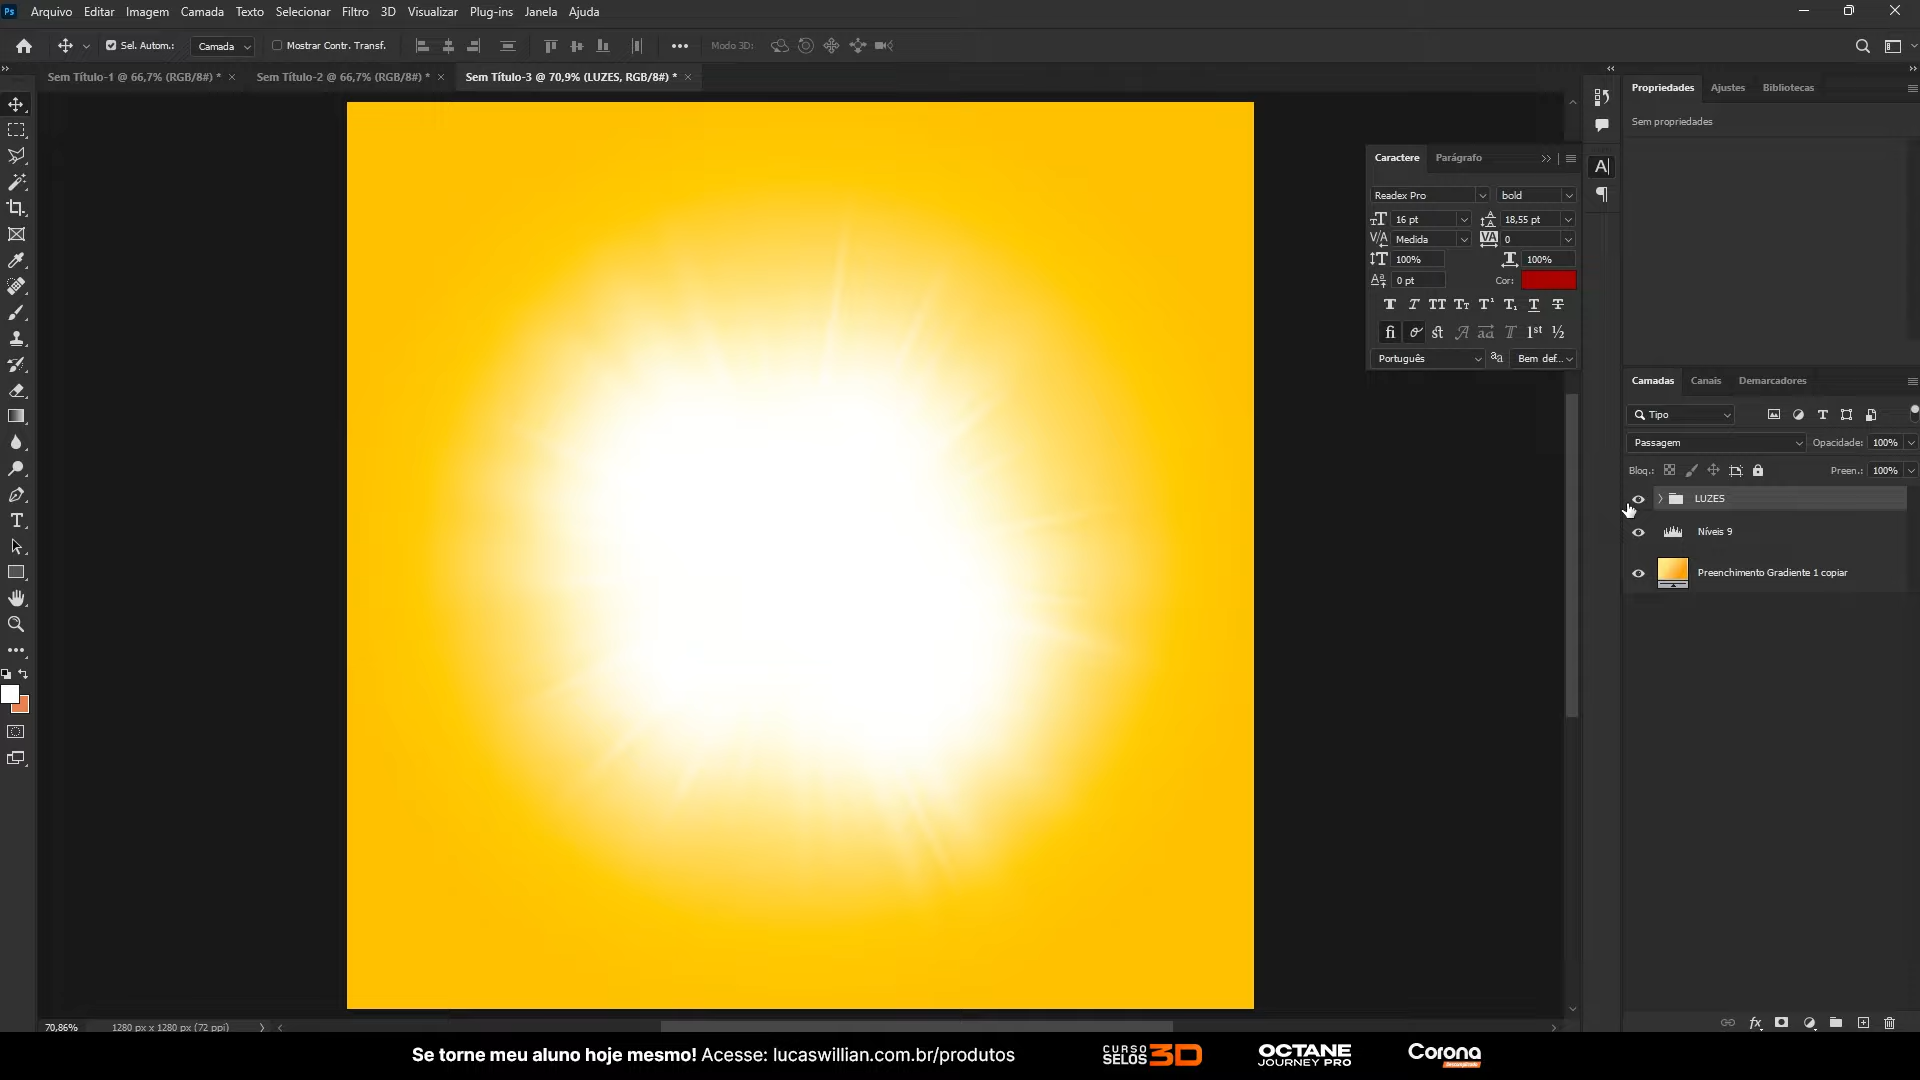 Ps Arquivo Editar Imagem Camada Texto Selecionar Filtro 3D Visualizar Plug-ins Janela Ajuda
Sel. Autom.: Camada Mostrar Contr. Transf. Modo 3D:
Sem Título-1 @ 66,7% (RGB/8#) * Sem Título-2 @ 66,7% (RGB/8#) * Sem Título-3 @ 70,9% (LUZES, RGB/8#) *
Propriedades Ajustes Bibliotecas
Sem propriedades
Caractere Parágrafo
Readex Pro bold
16 pt 18,55 pt
Medida 0
100% 100%
0 pt Cor:
Português Bem def...
Camadas Canais Demarcadores
Tipo
Passagem Opacidade: 100%
Bloq.: Preen.: 100%
LUZES
Níveis 9
Preenchimento Gradiente 1 copiar
70,86% 1280 px x 1280 px (72 ppi)
Se torne meu aluno hoje mesmo! Acesse: lucaswillian.com.br/produtos
CURSO SELOS 3D
OCTANE JOURNEY PRO
Corona